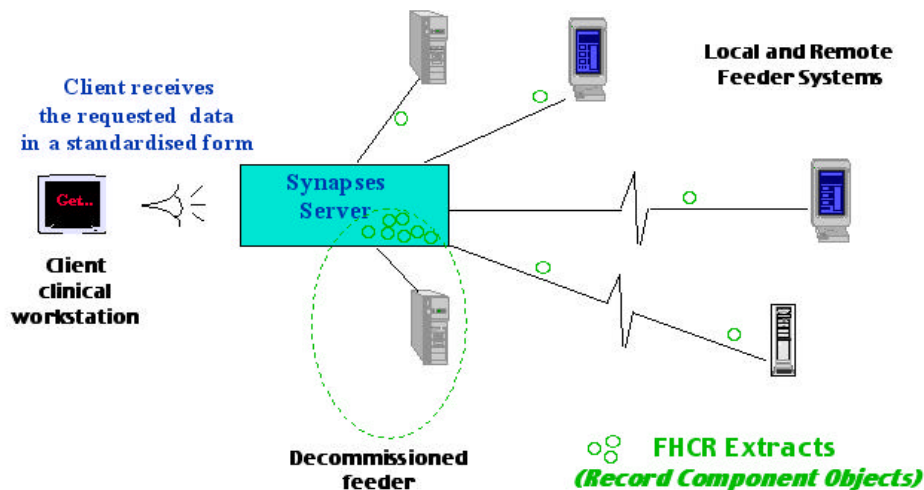 Local and Remote
Feeder Systems
Client receives
the requested data
in a standardised form
Synapses
Server
Get..
Client
clinical
workstation
Decommissioned
feeder
FHCR Extracts
(Record Component Objects)